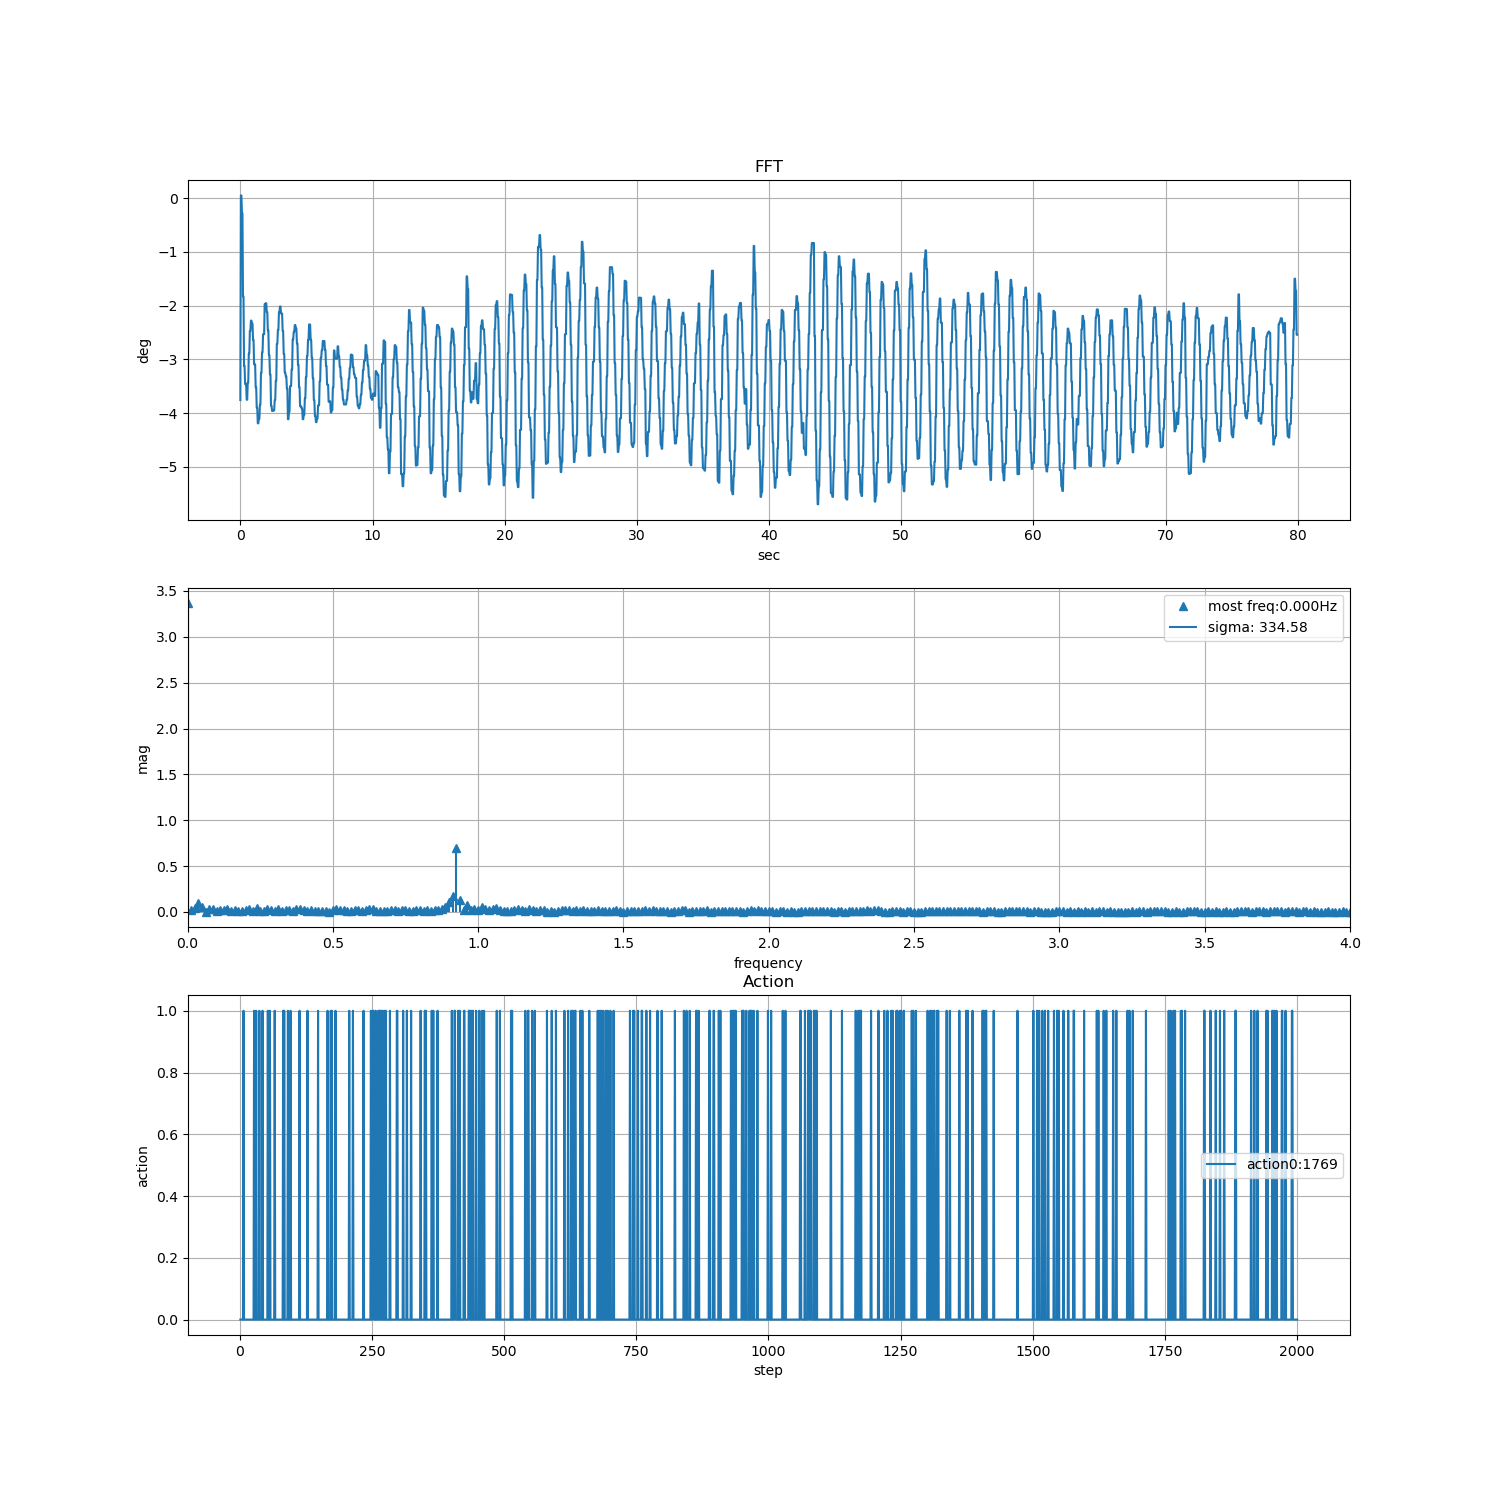 FFT
0
−1
−2
−3
−4
−5
deg
0 10 20 30 40 50 60 70 80
sec
3.5
3.0
2.5
2.0
1.5
1.0
0.5
0.0
mag
most freq:0.000Hz
sigma: 334.58
0.0 0.5 1.0 1.5 2.0 2.5 3.0 3.5 4.0
frequency
Action
1.0
0.8
0.6
0.4
0.2
0.0
action
action0:1769
0 250 500 750 1000 1250 1500 1750 2000
step